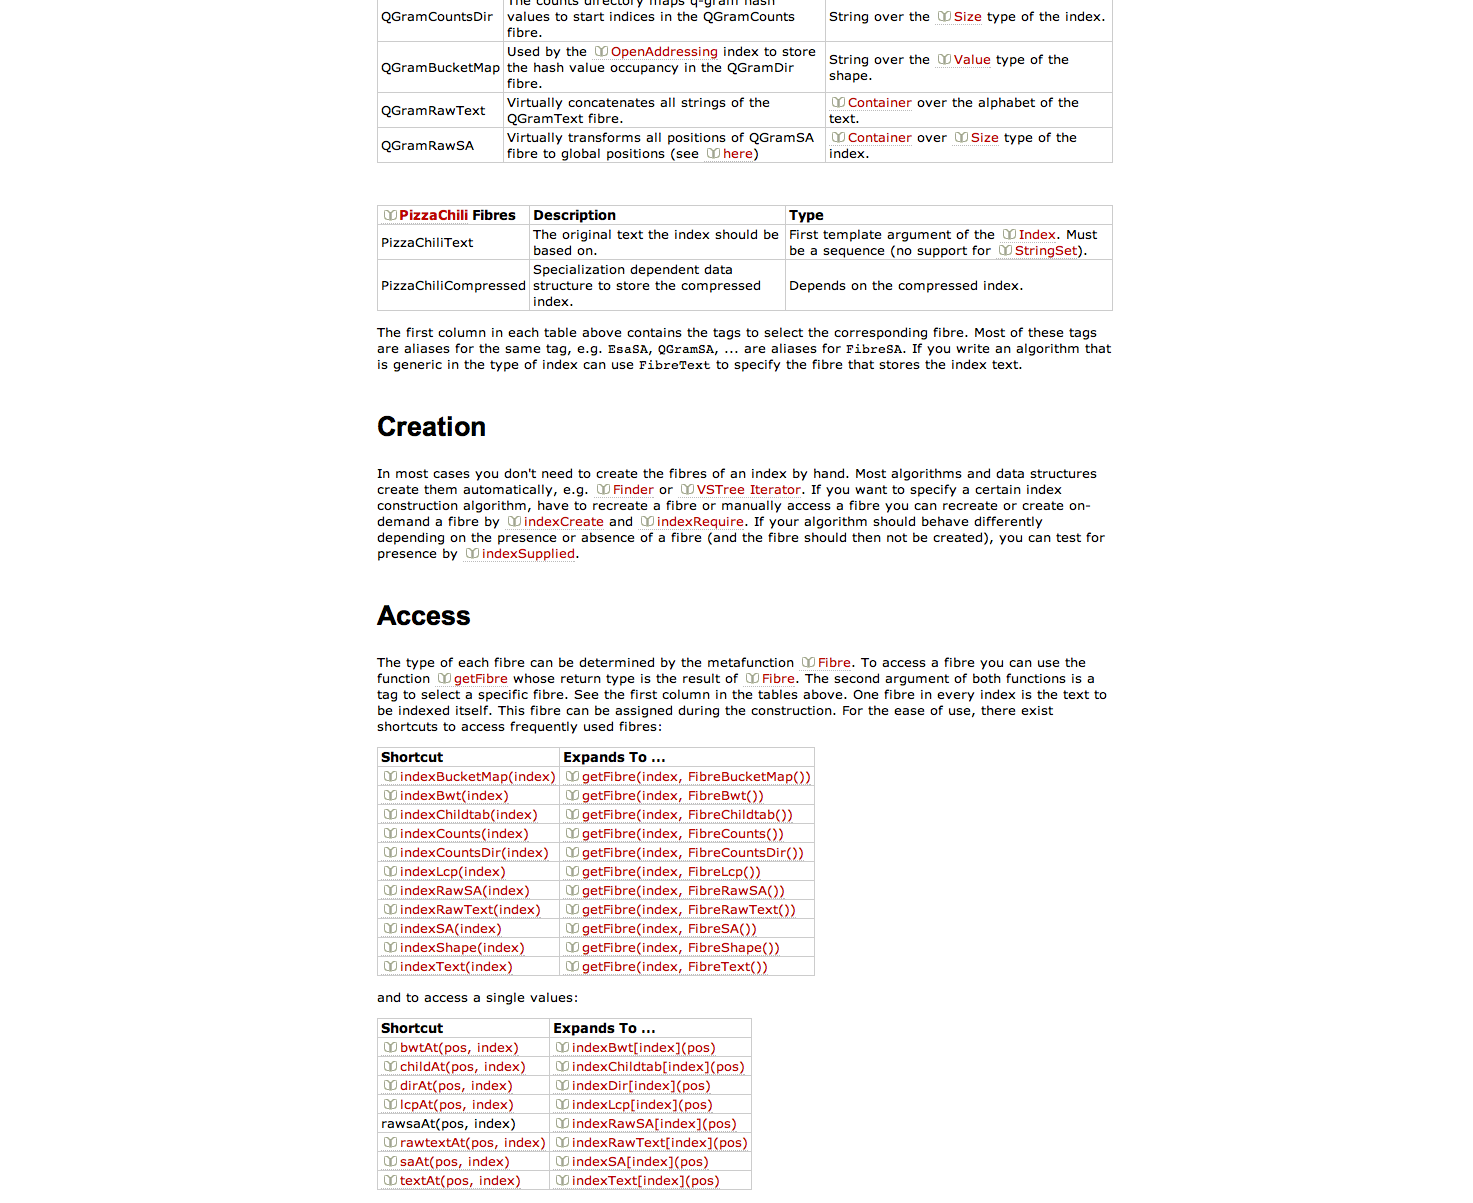 The counts directory maps q-gram hash
QGramCountsDir values to start indices in the QGramCounts String over the Size type of the index.
fibre.
Used by the OpenAddressing index to store
QGramBucketMap the hash value occupancy in the QGramDir String over the Value type of the
fibre. shape.
QGramRawText Virtually concatenates all strings of the Container over the alphabet of the
QGramText fibre. text.
QGramRawSA Virtually transforms all positions of QGramSA Container over Size type of the
fibre to global positions (see here) index.
PizzaChili Fibres Description Type
PizzaChiliText The original text the index should be First template argument of the Index. Must
based on. be a sequence (no support for StringSet).
Specialization dependent data
PizzaChiliCompressed structure to store the compressed Depends on the compressed index.
index.
The first column in each table above contains the tags to select the corresponding fibre. Most of these tags
are aliases for the same tag, e.g. EsaSA, QGramSA, ... are aliases for FibreSA. If you write an algorithm that
is generic in the type of index can use FibreText to specify the fibre that stores the index text.
Creation
In most cases you don't need to create the fibres of an index by hand. Most algorithms and data structures
create them automatically, e.g. Finder or VSTree Iterator. If you want to specify a certain index
construction algorithm, have to recreate a fibre or manually access a fibre you can recreate or create on-
demand a fibre by indexCreate and indexRequire. If your algorithm should behave differently
depending on the presence or absence of a fibre (and the fibre should then not be created), you can test for
presence by indexSupplied.
Access
The type of each fibre can be determined by the metafunction Fibre. To access a fibre you can use the
function getFibre whose return type is the result of Fibre. The second argument of both functions is a
tag to select a specific fibre. See the first column in the tables above. One fibre in every index is the text to
be indexed itself. This fibre can be assigned during the construction. For the ease of use, there exist
shortcuts to access frequently used fibres:
Shortcut Expands To ...
indexBucketMap(index) getFibre(index, FibreBucketMap())
indexBwt(index) getFibre(index, FibreBwt())
indexChildtab(index) getFibre(index, FibreChildtab())
indexCounts(index) getFibre(index, FibreCounts())
indexCountsDir(index) getFibre(index, FibreCountsDir())
indexLcp(index) getFibre(index, FibreLcp())
indexRawSA(index) getFibre(index, FibreRawSA())
indexRawText(index) getFibre(index, FibreRawText())
indexSA(index) getFibre(index, FibreSA())
indexShape(index) getFibre(index, FibreShape())
indexText(index) getFibre(index, FibreText())
and to access a single values:
Shortcut Expands To ...
bwtAt(pos, index) indexBwt[index](pos)
childAt(pos, index) indexChildtab[index](pos)
dirAt(pos, index) indexDir[index](pos)
lcpAt(pos, index) indexLcp[index](pos)
rawsaAt(pos, index) indexRawSA[index](pos)
rawtextAt(pos, index) indexRawText[index](pos)
saAt(pos, index) indexSA[index](pos)
textAt(pos, index) indexText[index](pos)